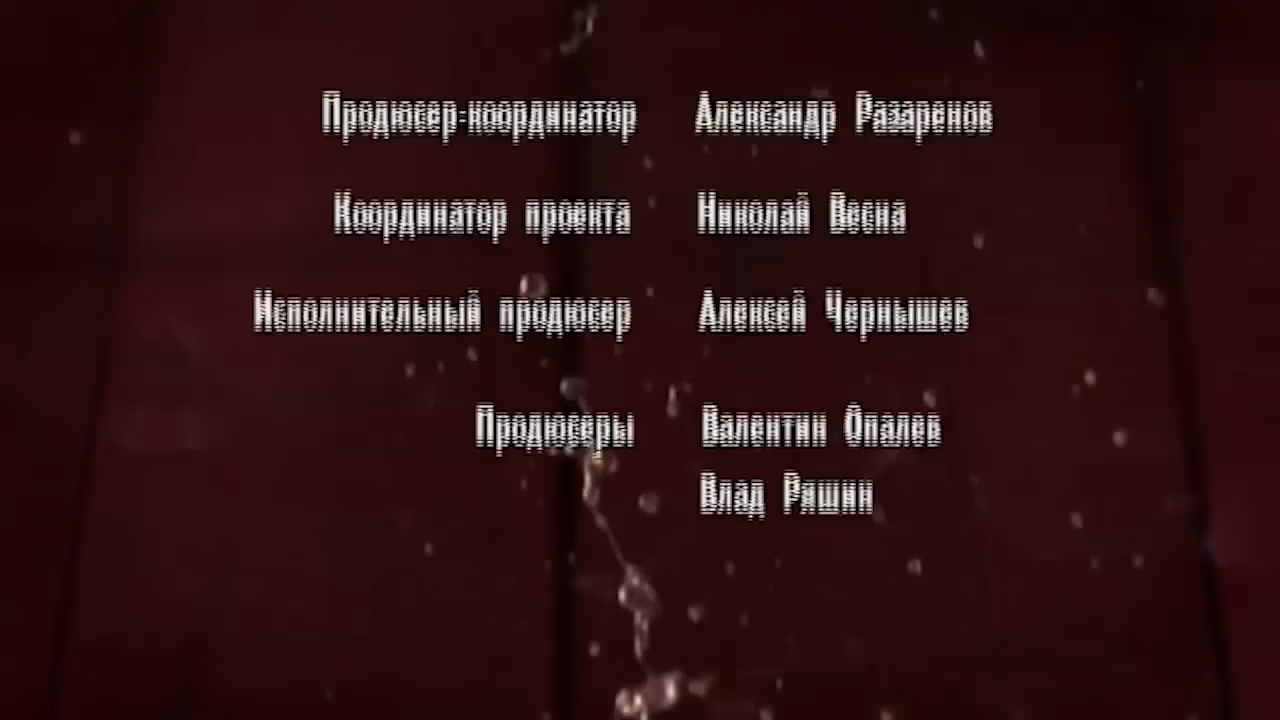 Продюсер-координатор Александр Разаренов
Координатор проекта Николай Весна
Исполнительный продюсер Алексей Чернышев
Продюсеры Валентин Опалев
Влад Ряшин